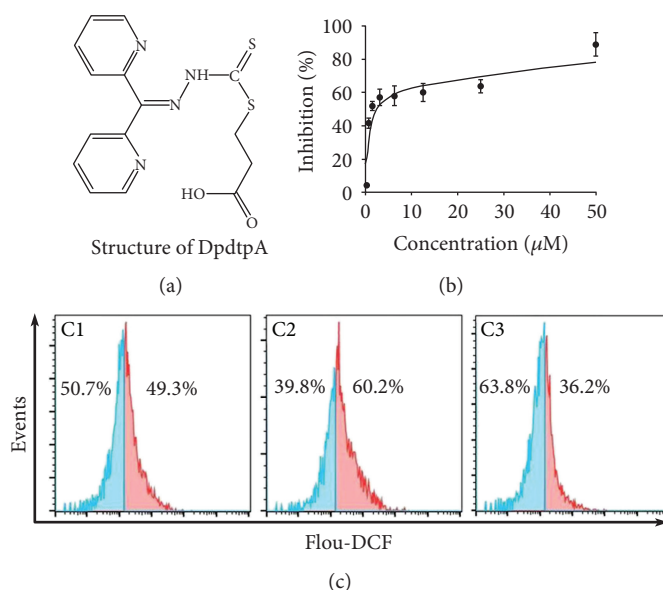 N
N
NH
N
C
S
S
HO
C
O
Structure of DpdtpA
(a)
Inhibition (%)
100
80
60
40
60
0
0
10
20
30
40
50
Concentration (μM)
(b)
Events
C1
50.7%
49.3%
C2
39.8%
60.2%
C3
63.8%
36.2%
Flou-DCF
(c)